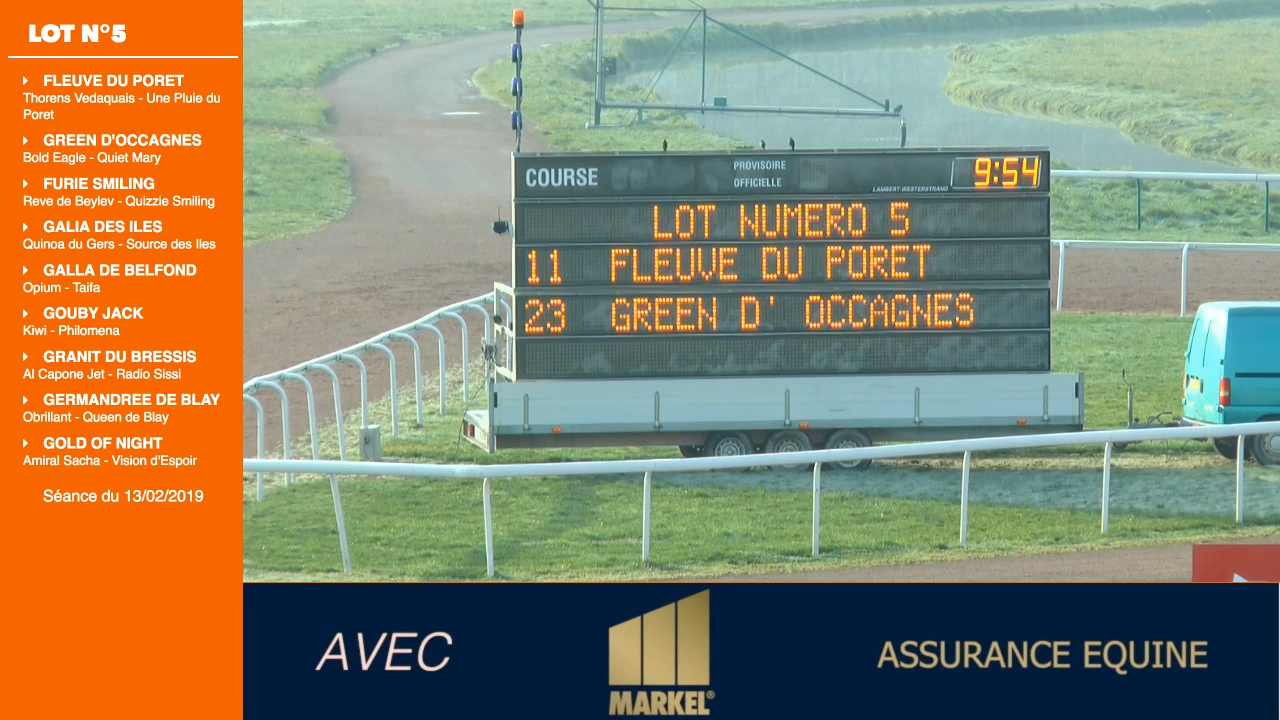 LOT N°5
FLEUVE DU PORET
Thorens Vedaquais - Une Pluie du
Poret
GREEN D'OCCAGNES
Bold Eagle - Quiet Mary
FURIE SMILING
Reve de Beylev - Quizzie Smiling
GALIA DES ILES
Quinoa du Gers - Source des Iles
GALLA DE BELFOND
Opium - Taifa
GOUBY JACK
Kiwi - Philomena
GRANIT DU BRESSIS
Al Capone Jet - Radio Sissi
GERMANDREE DE BLAY
Obrillant - Queen de Blay
GOLD OF NIGHT
Amiral Sacha - Vision d'Espoir
Séance du 13/02/2019
COURSE
PROVISOIRE
OFFICIELLE
LAMBERT-WESTERSTRAND
9:54
LOT NUMERO 5
11 FLEUVE DU PORET
23 GREEN D' OCCAGNES
AVEC
MARKEL®
ASSURANCE EQUINE